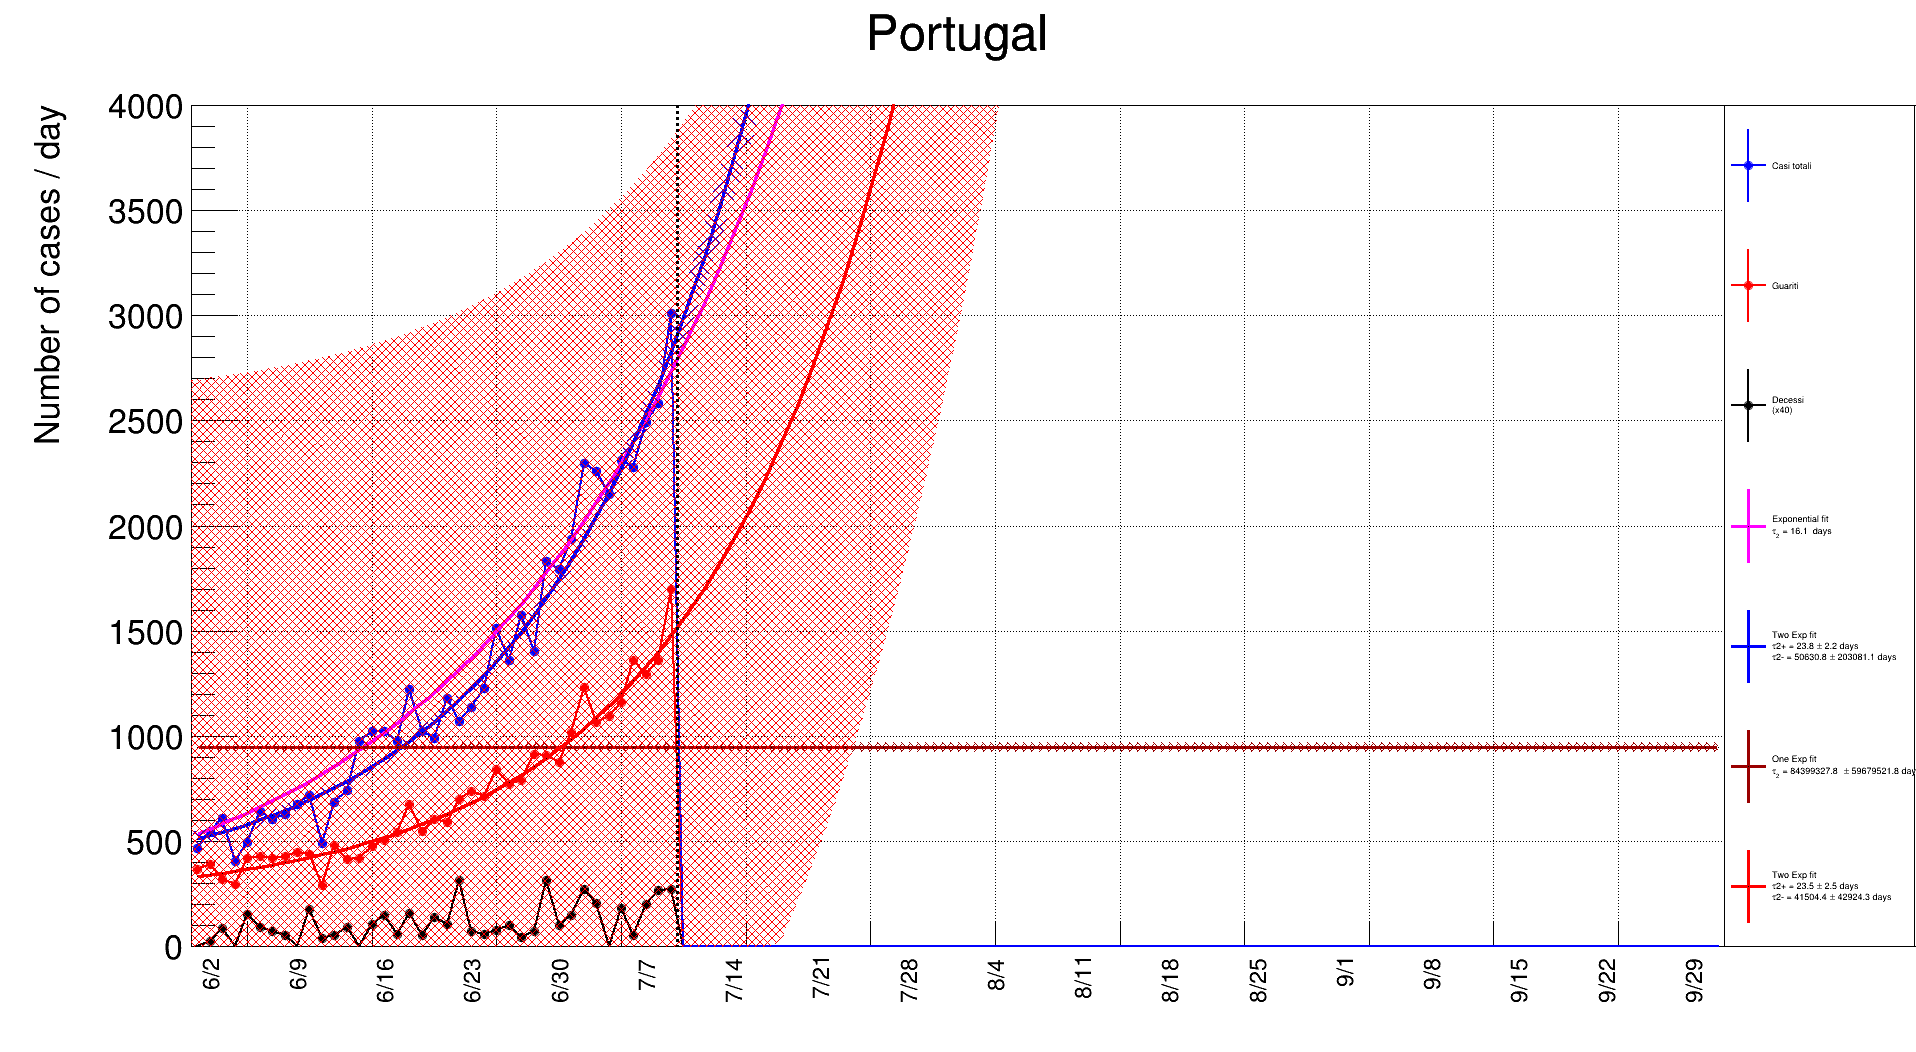 Portugal
Number of cases / day
4000
3500
3000
2500
2000
1500
1000
500
0
6/2
6/9
6/16
6/23
6/30
7/7
7/14
7/21
7/28
8/4
8/11
8/18
8/25
9/1
9/8
9/15
9/22
9/29
Casi totali
Guariti
Decessi
(x40)
Exponential fit
τ2 = 16.1 days
Two Exp fit
τ2+ = 23.8 ± 2.2 days
τ2- = 50630.8 ± 203081.1 days
One Exp fit
τ2 = 84399327.8 ± 59679521.8 day
Two Exp fit
τ2+ = 23.5 ± 2.5 days
τ2- = 41504.4 ± 42924.3 days